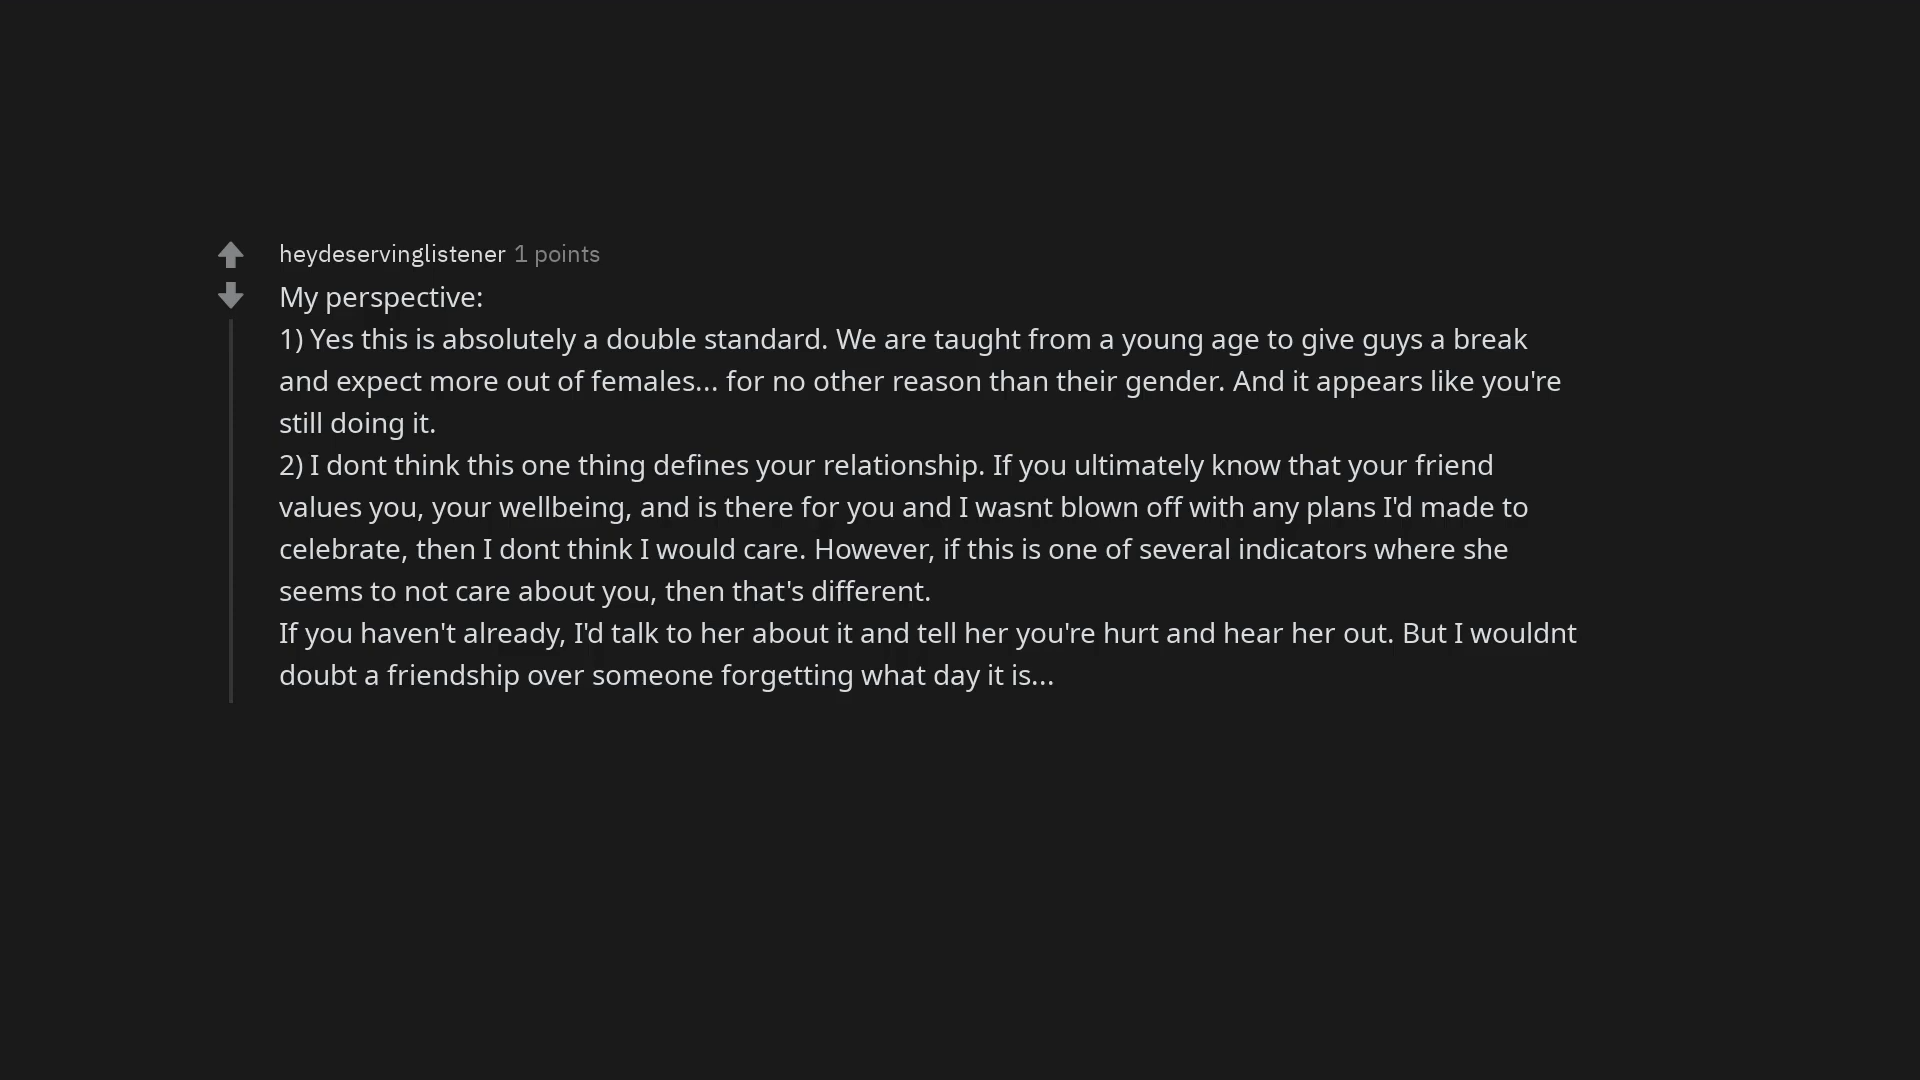 heydeservinglistener 1 points
My perspective:
1) Yes this is absolutely a double standard. We are taught from a young age to give guys a break
and expect more out of females... for no other reason than their gender. And it appears like you're
still doing it.
2) I dont think this one thing defines your relationship. If you ultimately know that your friend
values you, your wellbeing, and is there for you and I wasnt blown off with any plans I'd made to
celebrate, then I dont think I would care. However, if this is one of several indicators where she
seems to not care about you, then that's different.
If you haven't already, I'd talk to her about it and tell her you're hurt and hear her out. But I wouldnt
doubt a friendship over someone forgetting what day it is...